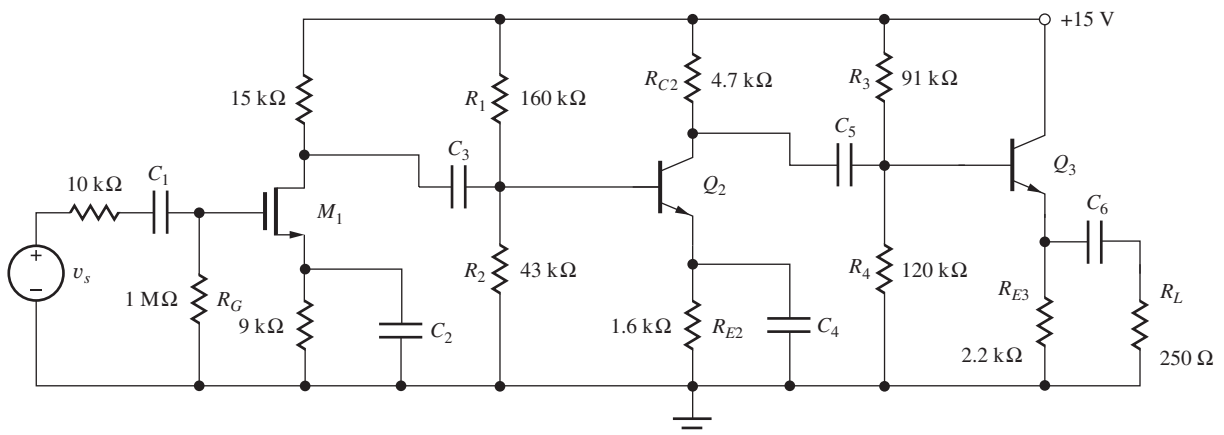 +15 V
15 kΩ
R1
160 kΩ
RC2
4.7 kΩ
R3
91 kΩ
C5
Q3
C3
Q2
10 kΩ
C1
M1
C6
+
vs
−
1 MΩ
RG
9 kΩ
C2
R2
43 kΩ
1.6 kΩ
RE2
C4
R4
120 kΩ
RE3
2.2 kΩ
RL
250 Ω